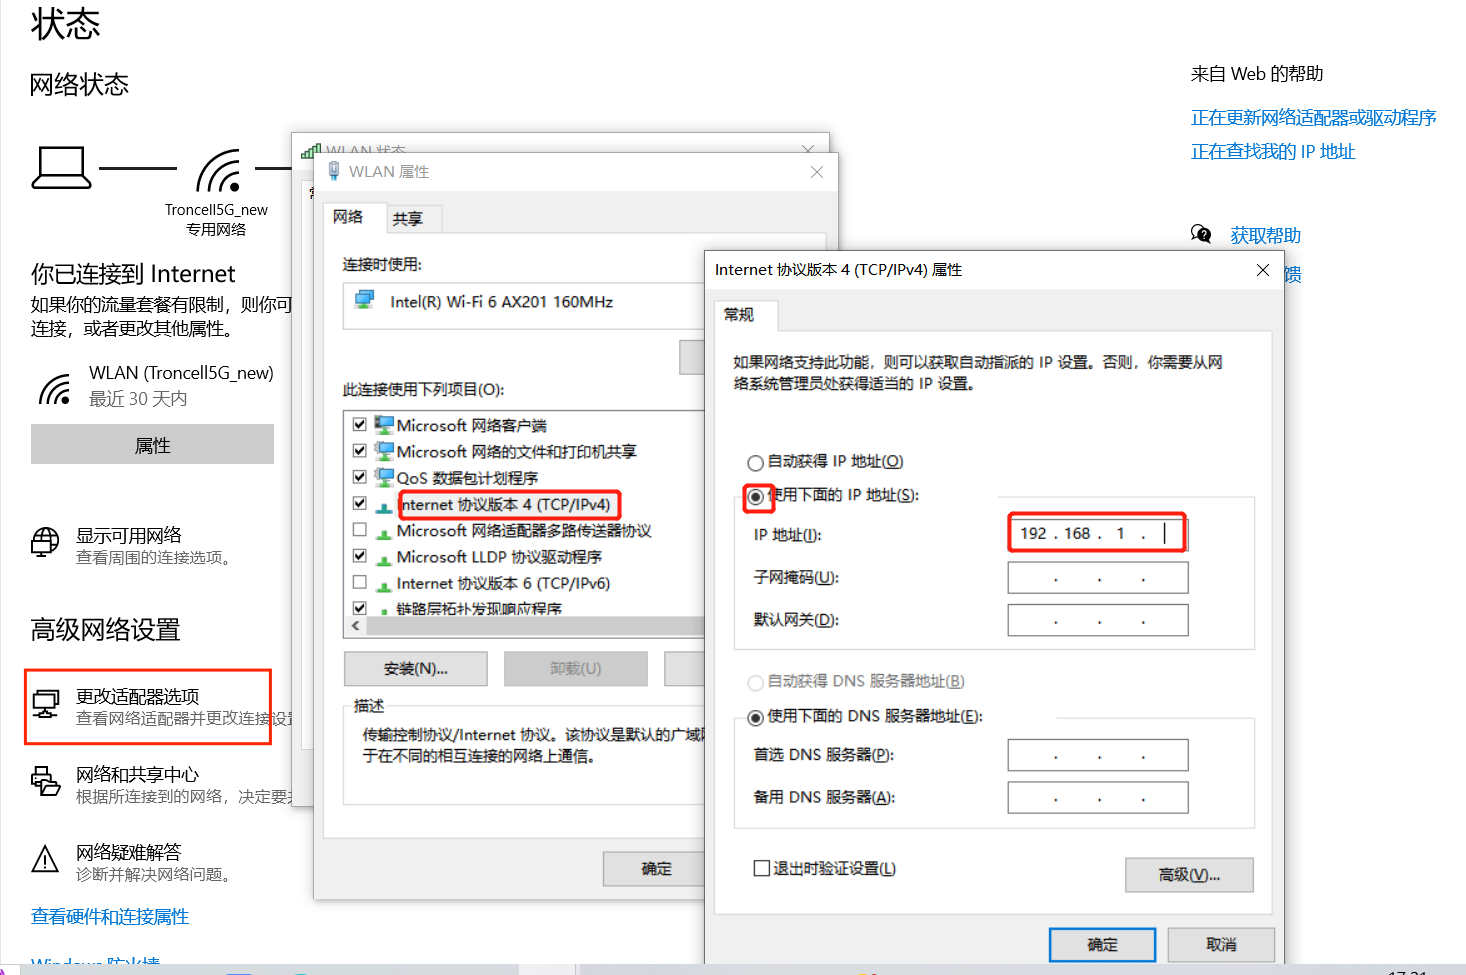 状态
网络状态
Troncell5G_new
专用网络
你已连接到 Internet
如果你的流量套餐有限制，则你可
连接，或者更改其他属性。
WLAN (Troncell5G_new)
最近 30 天内
属性
显示可用网络
查看周围的连接选项。
高级网络设置
更改适配器选项
查看网络适配器并更改连接设
网络和共享中心
根据所连接到的网络，决定要
网络疑难解答
诊断并解决网络问题。
查看硬件和连接属性
Windows 防火墙
WLAN 状态
WLAN 属性
网络
共享
连接时使用:
Intel(R) Wi-Fi 6 AX201 160MHz
此连接使用下列项目(O):
Microsoft 网络客户端
Microsoft 网络的文件和打印机共享
QoS 数据包计划程序
Internet 协议版本 4 (TCP/IPv4)
Microsoft 网络适配器多路传送器协议
Microsoft LLDP 协议驱动程序
Internet 协议版本 6 (TCP/IPv6)
链路层拓扑发现响应程序
安装(N)...
卸载(U)
描述
传输控制协议/Internet 协议。该协议是默认的广域
于在不同的相互连接的网络上通信。
确定
Internet 协议版本 4 (TCP/IPv4) 属性
常规
如果网络支持此功能，则可以获取自动指派的 IP 设置。否则，你需要从网
络系统管理员处获得适当的 IP 设置。
自动获得 IP 地址(O)
使用下面的 IP 地址(S):
IP 地址(I):
192 . 168 . 1 .
子网掩码(U):
. . .
默认网关(D):
. . .
自动获得 DNS 服务器地址(B)
使用下面的 DNS 服务器地址(E):
首选 DNS 服务器(P):
. . .
备用 DNS 服务器(A):
. . .
退出时验证设置(L)
高级(V)...
确定
取消
来自 Web 的帮助
正在更新网络适配器或驱动程序
正在查找我的 IP 地址
获取帮助
馈